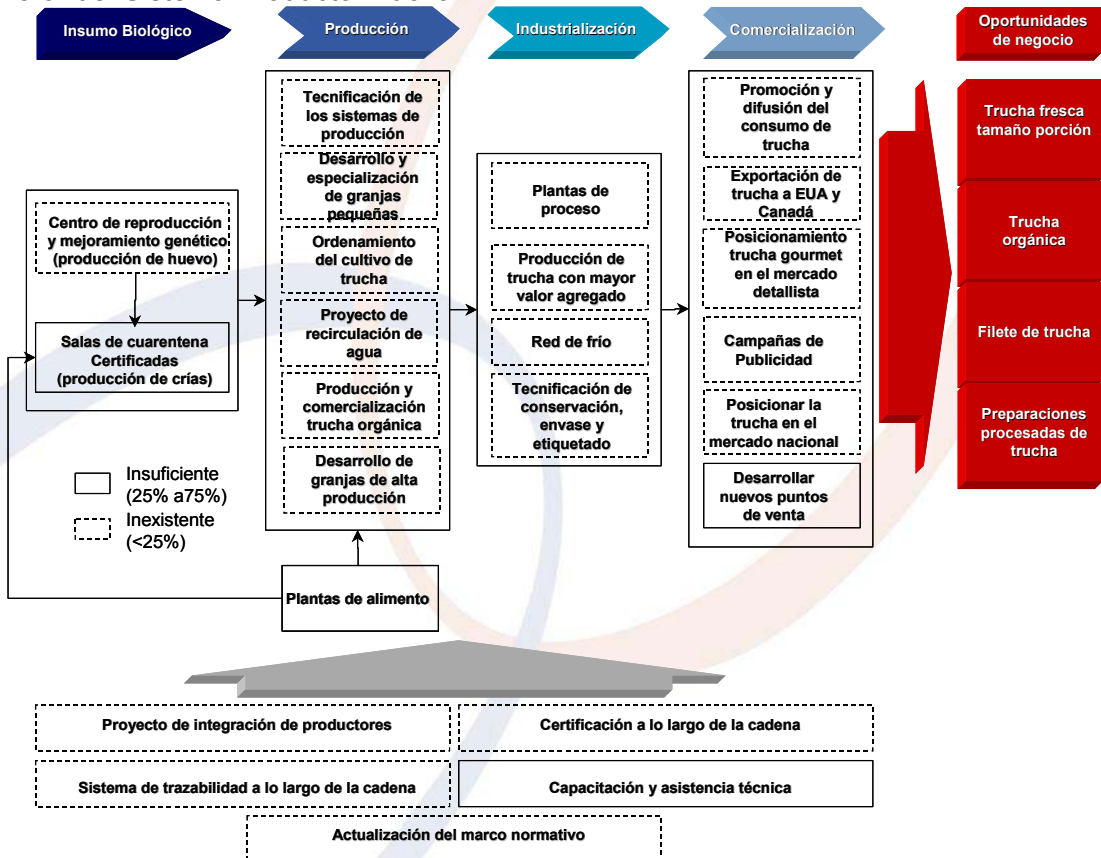 Insumo Biológico
Producción
Industrialización
Comercialización
Oportunidades
de negocio
Centro de reproducción
y mejoramiento genético
(producción de huevo)
Salas de cuarentena
Certificadas
(producción de crías)
Insuficiente
(25% a75%)
Inexistente
(<25%)
Tecnificación de
los sistemas de
producción
Desarrollo y
especialización
de granjas
pequeñas
Ordenamiento
del cultivo de
trucha
Proyecto de
recirculación de
agua
Producción y
comercialización
trucha orgánica
Desarrollo de
granjas de alta
producción
Plantas de alimento
Plantas de
proceso
Producción de
trucha con mayor
valor agregado
Red de frío
Tecnificación de
conservación,
envase y
etiquetado
Promoción y
difusión del
consumo de
trucha
Exportación de
trucha a EUA y
Canadá
Posicionamiento
trucha gourmet
en el mercado
detallista
Campañas de
Publicidad
Posicionar la
trucha en el
mercado nacional
Desarrollar
nuevos puntos
de venta
Trucha fresca
tamaño porción
Trucha
orgánica
Filete de trucha
Preparaciones
procesadas de
trucha
Proyecto de integración de productores
Certificación a lo largo de la cadena
Sistema de trazabilidad a lo largo de la cadena
Capacitación y asistencia técnica
Actualización del marco normativo